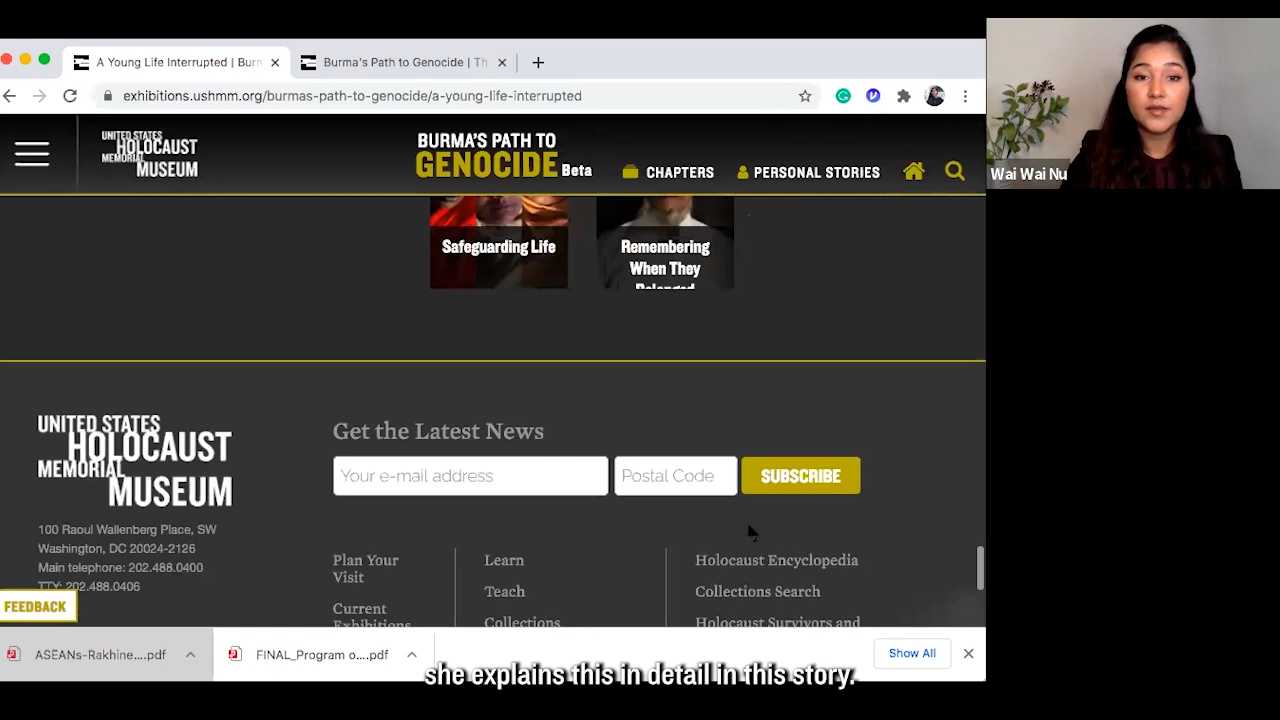 A Young Life Interrupted | Burn
Burma's Path to Genocide | Th
exhibitions.ushmm.org/burmas-path-to-genocide/a-young-life-interrupted
UNITED STATES
HOLOCAUST
MEMORIAL
MUSEUM
BURMA'S PATH TO
GENOCIDE Beta
CHAPTERS
PERSONAL STORIES
Wai Wai Nu
Safeguarding Life
Remembering
When They
Belonged
UNITED STATES
HOLOCAUST
MEMORIAL
MUSEUM
100 Raoul Wallenberg Place, SW
Washington, DC 20024-2126
Main telephone: 202.488.0400
TTY: 202.488.0406
FEEDBACK
Get the Latest News
Your e-mail address
Postal Code
SUBSCRIBE
Plan Your
Visit
Current
Exhibitions
Learn
Teach
Collections
Holocaust Encyclopedia
Collections Search
Holocaust Survivors and
ASEANs-Rakhine....pdf
FINAL_Program o....pdf
Show All
she explains this in detail in this story.